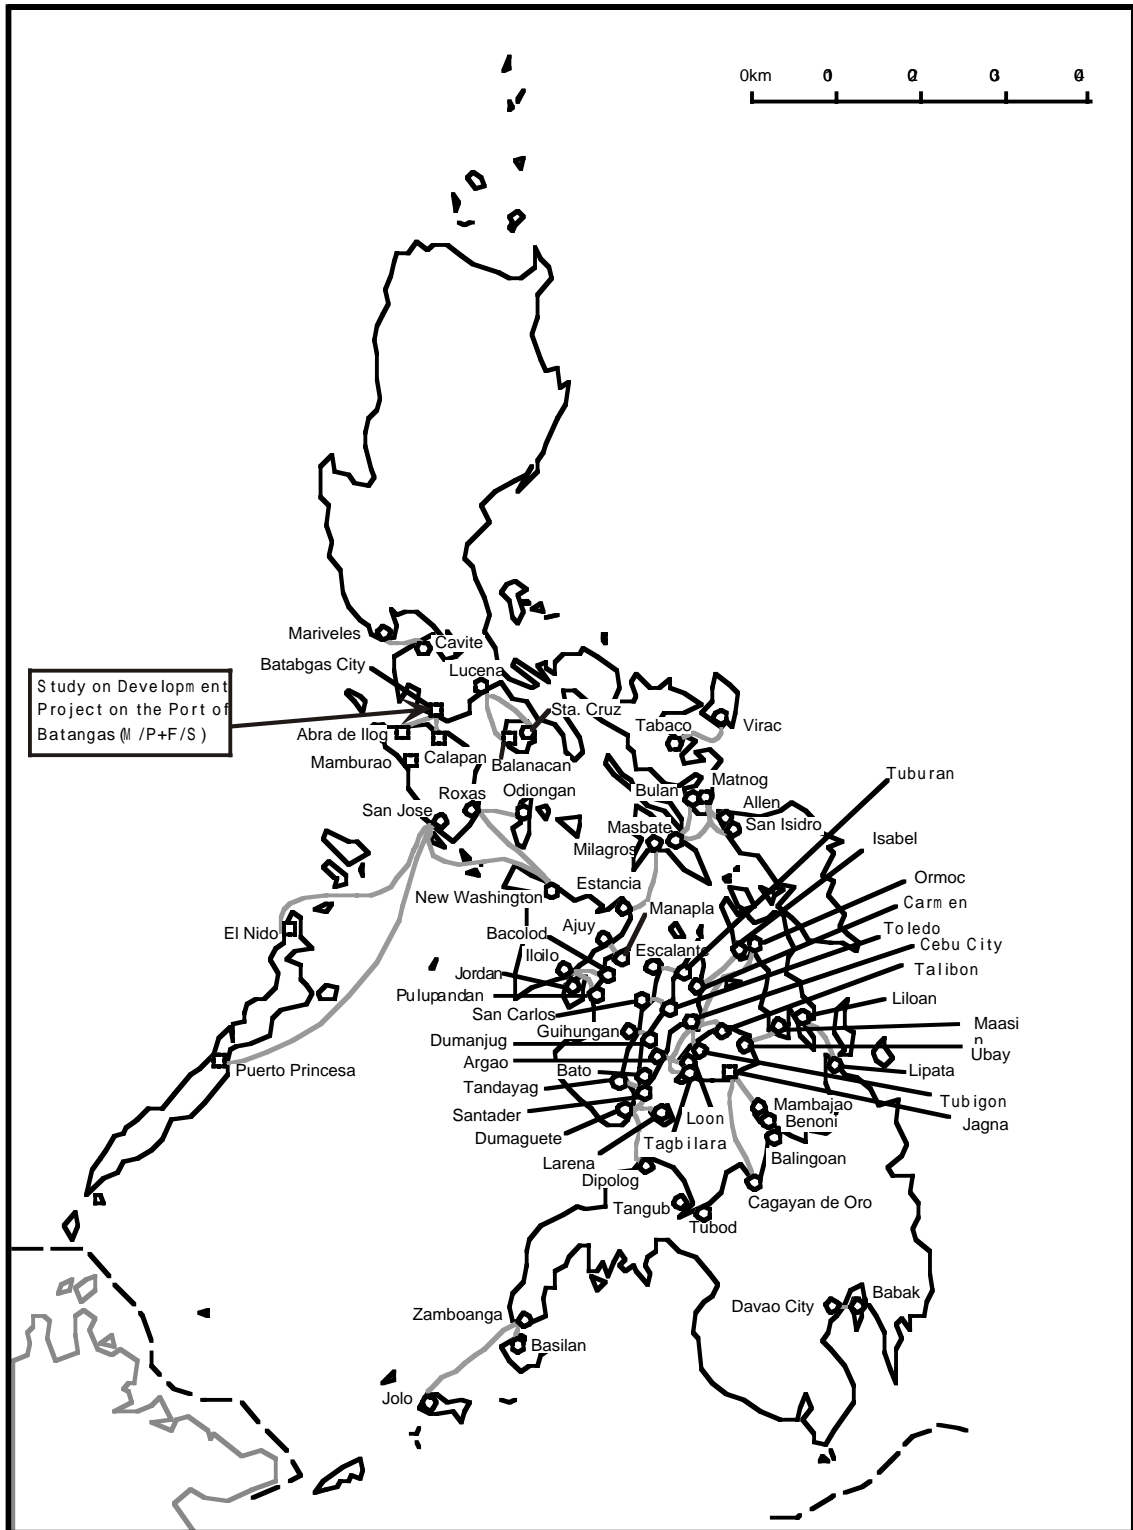 0km
Mariveles
Cavite
Batabgas City
Lucena
Study on Development
Project on the Port of
Batangas (M/P+F/S)
Sta. Cruz
Tabaco
Virac
Abra de Ilog
Calapan
Balanacan
Mamburao
Tuburan
Matnog
Bulan
Roxas
Odiongan
San Jose
Allen
San Isidro
Masbate
Milagros
Isabel
Ormoc
Estancia
New Washington
Manapla
Carmen
Ajuy
Toledo
El Nido
Bacolod
Cebu City
Escalante
Iloilo
Jordan
Talibon
Pulupandan
Liloan
San Carlos
Guihungan
Maasi
n
Dumanjug
Ubay
Argao
Bato
Puerto Princesa
Lipata
Tandayag
Tubigon
Mambajao
Santader
Loon
Benoni
Jagna
Dumaguete
Tagbilara
Larena
Balingoan
Dipolog
Cagayan de Oro
Tangub
Tubod
Babak
Davao City
Zamboanga
Basilan
Jolo